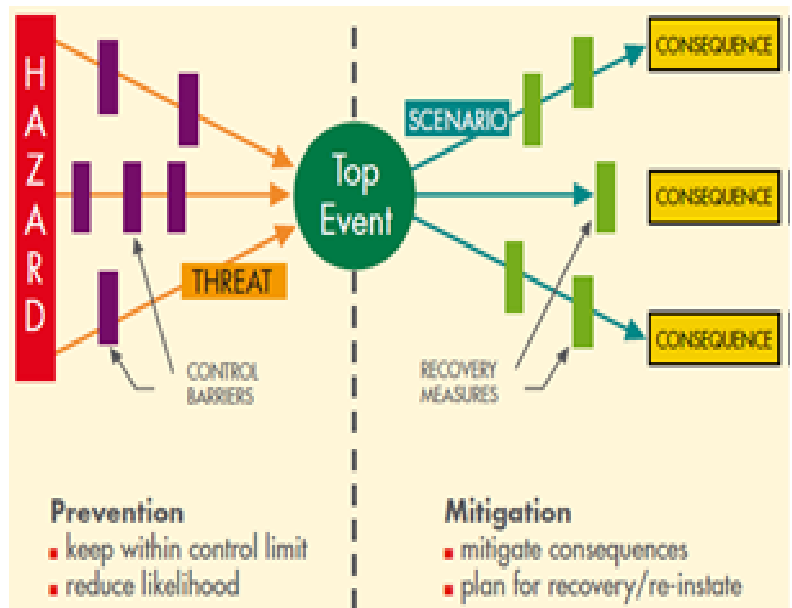 HAZARD
Top
Event
SCENARIO
THREAT
CONSEQUENCE
CONSEQUENCE
CONSEQUENCE
CONTROL
BARRIERS
RECOVERY
MEASURES
Prevention
keep within control limit
reduce likelihood
Mitigation
mitigate consequences
plan for recovery/re-instate